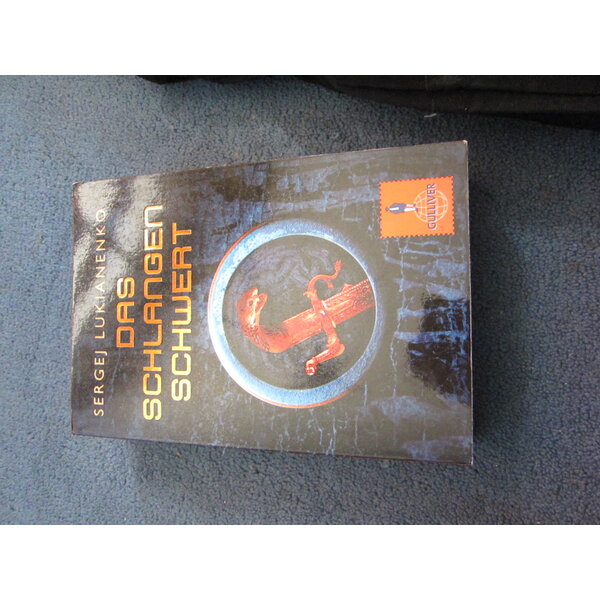 SERGEJ LUKIANENKO
DAS
SCHLANGEN
SCHWERT
GULLIVER